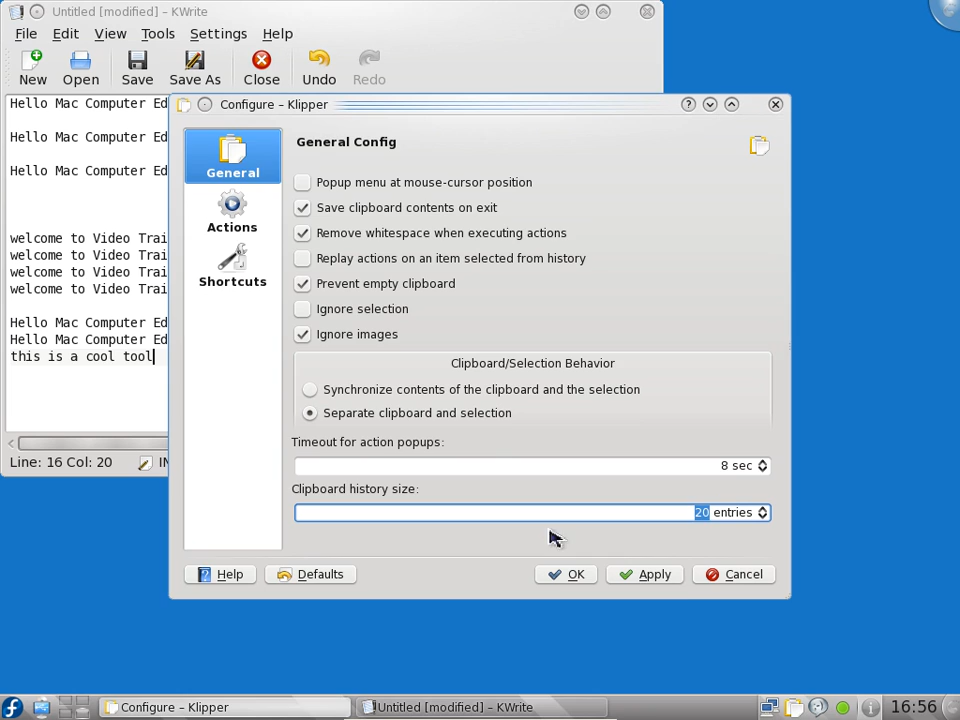 Untitled [modified] – KWrite
File Edit View Tools Settings Help
New Open Save Save As Close Undo Redo
Hello Mac Computer Ed
Hello Mac Computer Ed
Hello Mac Computer Ed
welcome to Video Trai
welcome to Video Trai
welcome to Video Trai
welcome to Video Trai
Hello Mac Computer Ed
Hello Mac Computer Ed
this is a cool tool
Line: 16 Col: 20 IN
Configure – Klipper
General
Actions
Shortcuts
General Config
Popup menu at mouse-cursor position
Save clipboard contents on exit
Remove whitespace when executing actions
Replay actions on an item selected from history
Prevent empty clipboard
Ignore selection
Ignore images
Clipboard/Selection Behavior
Synchronize contents of the clipboard and the selection
Separate clipboard and selection
Timeout for action popups:
8 sec
Clipboard history size:
20 entries
Help Defaults OK Apply Cancel
Configure – Klipper Untitled [modified] – KWrite 16:56